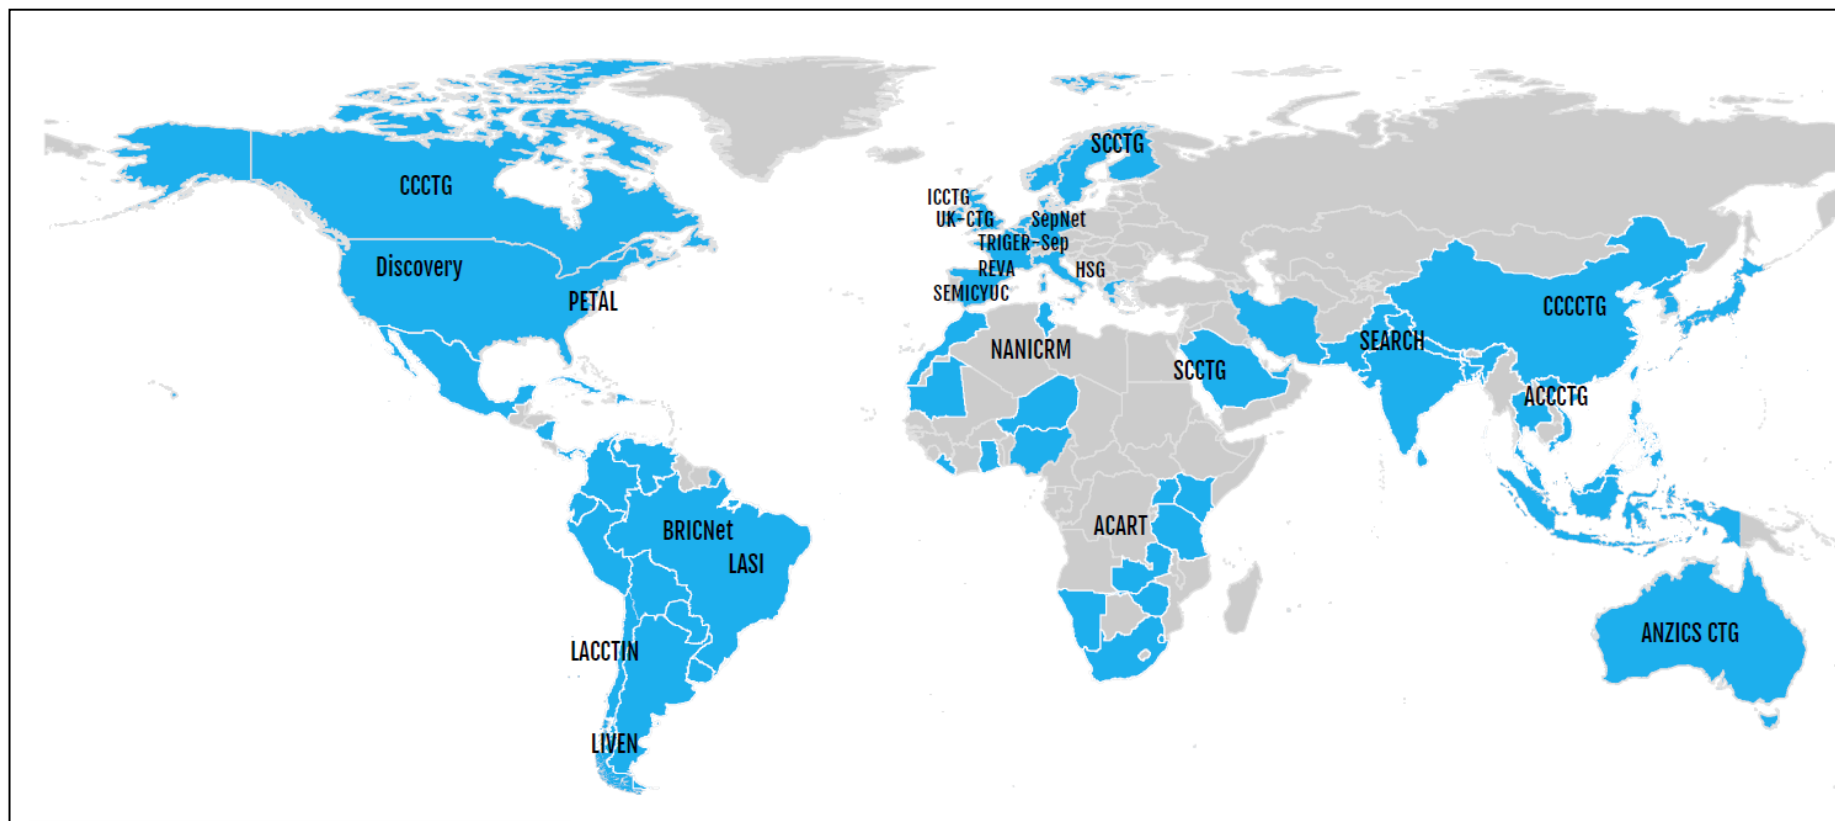 SCCTG
CCCTG
ICCTG
UK-CTG
SepNet
TRIGER-Sep
Discovery
REVA
HSG
SEMICYUC
PETAL
CCCCTG
NANICRM
SEARCH
SCCTG
ACCCTG
BRICNet
ACART
LASI
ANZICS CTG
LACCTIN
LIVEN